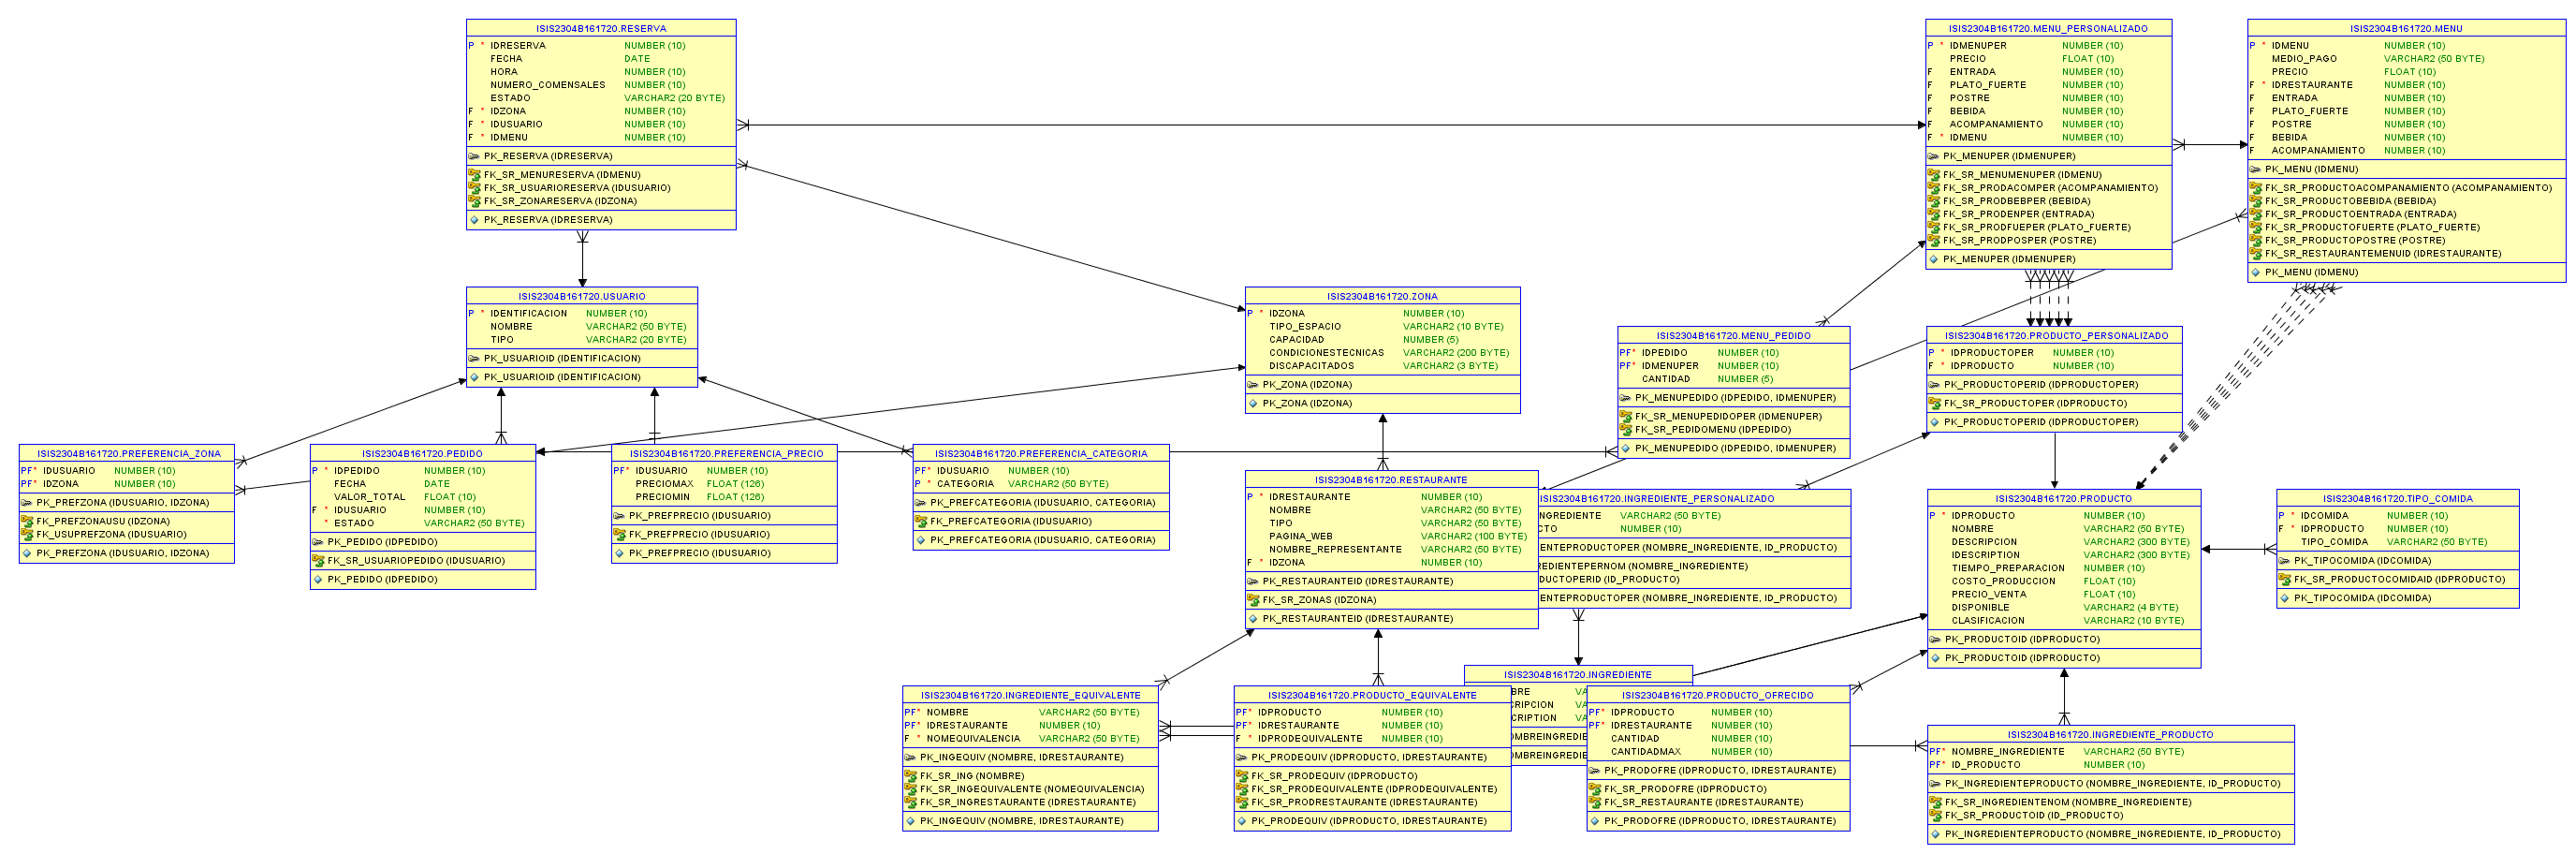 ISIS2304B161720.RESERVA
P * IDRESERVA NUMBER (10)
FECHA DATE
HORA NUMBER (10)
NUMERO_COMENSALES NUMBER (10)
ESTADO VARCHAR2 (20 BYTE)
F * IDZONA NUMBER (10)
F * IDUSUARIO NUMBER (10)
F * IDMENU NUMBER (10)
PK_RESERVA (IDRESERVA)
FK_SR_MENURESERVA (IDMENU)
FK_SR_USUARIORESERVA (IDUSUARIO)
FK_SR_ZONARESERVA (IDZONA)
PK_RESERVA (IDRESERVA)
ISIS2304B161720.MENU_PERSONALIZADO
P * IDMENUPER NUMBER (10)
PRECIO FLOAT (10)
F ENTRADA NUMBER (10)
F PLATO_FUERTE NUMBER (10)
F POSTRE NUMBER (10)
F BEBIDA NUMBER (10)
F ACOMPANAMIENTO NUMBER (10)
F * IDMENU NUMBER (10)
PK_MENUPER (IDMENUPER)
FK_SR_MENUMENUPER (IDMENU)
FK_SR_PRODACOMPER (ACOMPANAMIENTO)
FK_SR_PRODBEBPER (BEBIDA)
FK_SR_PRODENPER (ENTRADA)
FK_SR_PRODFUEPER (PLATO_FUERTE)
FK_SR_PRODPOSPER (POSTRE)
PK_MENUPER (IDMENUPER)
ISIS2304B161720.MENU
P * IDMENU NUMBER (10)
MEDIO_PAGO VARCHAR2 (50 BYTE)
PRECIO FLOAT (10)
F * IDRESTAURANTE NUMBER (10)
F ENTRADA NUMBER (10)
F PLATO_FUERTE NUMBER (10)
F POSTRE NUMBER (10)
F BEBIDA NUMBER (10)
F ACOMPANAMIENTO NUMBER (10)
PK_MENU (IDMENU)
FK_SR_PRODUCTOACOMPANAMIENTO (ACOMPANAMIENTO)
FK_SR_PRODUCTOBEBIDA (BEBIDA)
FK_SR_PRODUCTOENTRADA (ENTRADA)
FK_SR_PRODUCTOFUERTE (PLATO_FUERTE)
FK_SR_PRODUCTOPOSTRE (POSTRE)
FK_SR_RESTAURANTEMENUID (IDRESTAURANTE)
PK_MENU (IDMENU)
ISIS2304B161720.USUARIO
P * IDENTIFICACION NUMBER (10)
NOMBRE VARCHAR2 (50 BYTE)
TIPO VARCHAR2 (20 BYTE)
PK_USUARIOID (IDENTIFICACION)
PK_USUARIOID (IDENTIFICACION)
ISIS2304B161720.ZONA
P * IDZONA NUMBER (10)
TIPO_ESPACIO VARCHAR2 (10 BYTE)
CAPACIDAD NUMBER (5)
CONDICIONESTECNICAS VARCHAR2 (200 BYTE)
DISCAPACITADOS VARCHAR2 (3 BYTE)
PK_ZONA (IDZONA)
PK_ZONA (IDZONA)
ISIS2304B161720.MENU_PEDIDO
PF* IDPEDIDO NUMBER (10)
PF* IDMENUPER NUMBER (10)
CANTIDAD NUMBER (5)
PK_MENUPEDIDO (IDPEDIDO, IDMENUPER)
FK_SR_MENUPEDIDOPER (IDMENUPER)
FK_SR_PEDIDOMENU (IDPEDIDO)
PK_MENUPEDIDO (IDPEDIDO, IDMENUPER)
ISIS2304B161720.PRODUCTO_PERSONALIZADO
P * IDPRODUCTOPER NUMBER (10)
F * IDPRODUCTO NUMBER (10)
PK_PRODUCTOPERID (IDPRODUCTOPER)
FK_SR_PRODUCTOPER (IDPRODUCTO)
PK_PRODUCTOPERID (IDPRODUCTOPER)
ISIS2304B161720.PREFERENCIA_ZONA
PF* IDUSUARIO NUMBER (10)
PF* IDZONA NUMBER (10)
PK_PREFZONA (IDUSUARIO, IDZONA)
FK_PREFZONAUSU (IDZONA)
FK_USUPREFZONA (IDUSUARIO)
PK_PREFZONA (IDUSUARIO, IDZONA)
ISIS2304B161720.PEDIDO
P * IDPEDIDO NUMBER (10)
FECHA DATE
VALOR_TOTAL FLOAT (10)
F * IDUSUARIO NUMBER (10)
* ESTADO VARCHAR2 (50 BYTE)
PK_PEDIDO (IDPEDIDO)
FK_SR_USUARIOPEDIDO (IDUSUARIO)
PK_PEDIDO (IDPEDIDO)
ISIS2304B161720.PREFERENCIA_PRECIO
PF* IDUSUARIO NUMBER (10)
PRECIOMAX FLOAT (126)
PRECIOMIN FLOAT (126)
PK_PREFPRECIO (IDUSUARIO)
FK_PREFPRECIO (IDUSUARIO)
PK_PREFPRECIO (IDUSUARIO)
ISIS2304B161720.PREFERENCIA_CATEGORIA
PF* IDUSUARIO NUMBER (10)
P * CATEGORIA VARCHAR2 (50 BYTE)
PK_PREFCATEGORIA (IDUSUARIO, CATEGORIA)
FK_PREFCATEGORIA (IDUSUARIO)
PK_PREFCATEGORIA (IDUSUARIO, CATEGORIA)
ISIS2304B161720.RESTAURANTE
P * IDRESTAURANTE NUMBER (10)
NOMBRE VARCHAR2 (50 BYTE)
TIPO VARCHAR2 (50 BYTE)
PAGINA_WEB VARCHAR2 (100 BYTE)
NOMBRE_REPRESENTANTE VARCHAR2 (50 BYTE)
F * IDZONA NUMBER (10)
PK_RESTAURANTEID (IDRESTAURANTE)
FK_SR_ZONAS (IDZONA)
PK_RESTAURANTEID (IDRESTAURANTE)
ISIS2304B161720.INGREDIENTE_PERSONALIZADO
NGREDIENTE VARCHAR2 (50 BYTE)
CTO NUMBER (10)
ENTEPRODUCTOPER (NOMBRE_INGREDIENTE, ID_PRODUCTO)
REDIENTEPERNOM (NOMBRE_INGREDIENTE)
DUCTOPERID (ID_PRODUCTO)
ENTEPRODUCTOPER (NOMBRE_INGREDIENTE, ID_PRODUCTO)
ISIS2304B161720.PRODUCTO
P * IDPRODUCTO NUMBER (10)
NOMBRE VARCHAR2 (50 BYTE)
DESCRIPCION VARCHAR2 (300 BYTE)
IDESCRIPTION VARCHAR2 (300 BYTE)
TIEMPO_PREPARACION NUMBER (10)
COSTO_PRODUCCION FLOAT (10)
PRECIO_VENTA FLOAT (10)
DISPONIBLE VARCHAR2 (4 BYTE)
CLASIFICACION VARCHAR2 (10 BYTE)
PK_PRODUCTOID (IDPRODUCTO)
PK_PRODUCTOID (IDPRODUCTO)
ISIS2304B161720.TIPO_COMIDA
P * IDCOMIDA NUMBER (10)
F * IDPRODUCTO NUMBER (10)
TIPO_COMIDA VARCHAR2 (50 BYTE)
PK_TIPOCOMIDA (IDCOMIDA)
FK_SR_PRODUCTOCOMIDAID (IDPRODUCTO)
PK_TIPOCOMIDA (IDCOMIDA)
ISIS2304B161720.INGREDIENTE_EQUIVALENTE
PF* NOMBRE VARCHAR2 (50 BYTE)
PF* IDRESTAURANTE NUMBER (10)
F * NOMEQUIVALENCIA VARCHAR2 (50 BYTE)
PK_INGEQUIV (NOMBRE, IDRESTAURANTE)
FK_SR_ING (NOMBRE)
FK_SR_INGEQUIVALENTE (NOMEQUIVALENCIA)
FK_SR_INGRESTAURANTE (IDRESTAURANTE)
PK_INGEQUIV (NOMBRE, IDRESTAURANTE)
ISIS2304B161720.PRODUCTO_EQUIVALENTE
PF* IDPRODUCTO NUMBER (10)
PF* IDRESTAURANTE NUMBER (10)
F * IDPRODEQUIVALENTE NUMBER (10)
PK_PRODEQUIV (IDPRODUCTO, IDRESTAURANTE)
FK_SR_PRODEQUIV (IDPRODUCTO)
FK_SR_PRODEQUIVALENTE (IDPRODEQUIVALENTE)
FK_SR_PRODRESTAURANTE (IDRESTAURANTE)
PK_PRODEQUIV (IDPRODUCTO, IDRESTAURANTE)
ISIS2304B161720.INGREDIENTE
BRE VA
CRIPCION VA
CRIPTION VA
OMBREINGREDIE
OMBREINGREDIE
ISIS2304B161720.PRODUCTO_OFRECIDO
PF* IDPRODUCTO NUMBER (10)
PF* IDRESTAURANTE NUMBER (10)
CANTIDAD NUMBER (10)
CANTIDADMAX NUMBER (10)
PK_PRODOFRE (IDPRODUCTO, IDRESTAURANTE)
FK_SR_PRODOFRE (IDPRODUCTO)
FK_SR_RESTAURANTE (IDRESTAURANTE)
PK_PRODOFRE (IDPRODUCTO, IDRESTAURANTE)
ISIS2304B161720.INGREDIENTE_PRODUCTO
PF* NOMBRE_INGREDIENTE VARCHAR2 (50 BYTE)
PF* ID_PRODUCTO NUMBER (10)
PK_INGREDIENTEPRODUCTO (NOMBRE_INGREDIENTE, ID_PRODUCTO)
FK_SR_INGREDIENTENOM (NOMBRE_INGREDIENTE)
FK_SR_PRODUCTOID (ID_PRODUCTO)
PK_INGREDIENTEPRODUCTO (NOMBRE_INGREDIENTE, ID_PRODUCTO)